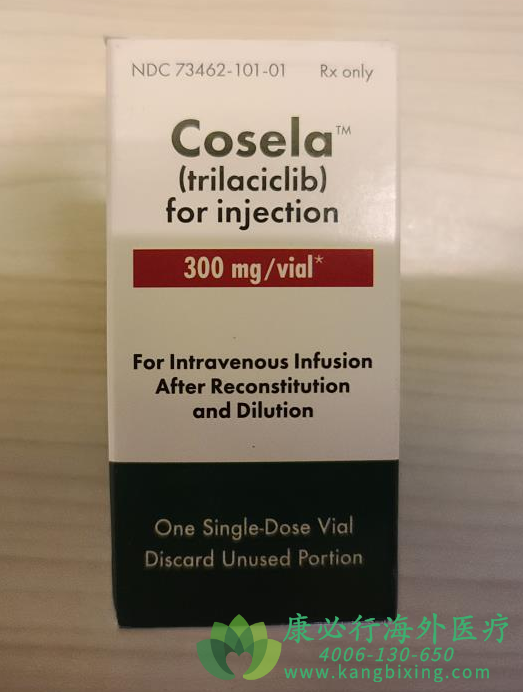 NDC 73462-101-01 Rx only
Cosela™
(trilaciclib)
for injection
300 mg/vial*
For Intravenous Infusion
After Reconstitution
and Dilution
One Single-Dose Vial
Discard Unused Portion
康必行海外医疗
4006-130-650
www.kangbixing.com